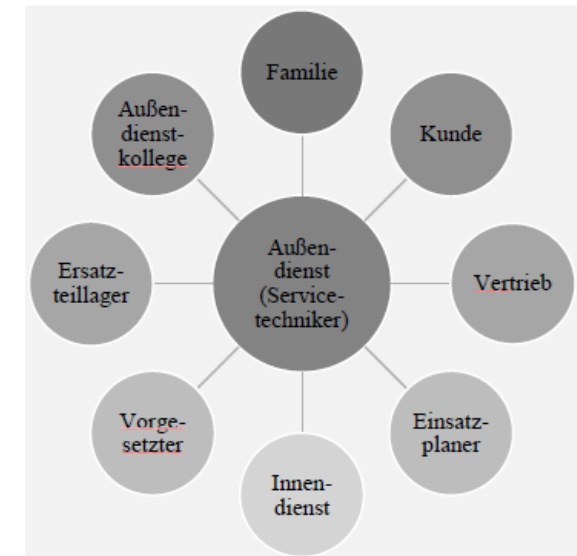 Familie
Kunde
Vertrieb
Einsatz-
planer
Innen-
dienst
Vorge-
setzter
Ersatz-
teillager
Außen-
dienst-
kollege
Außen-
dienst
(Service-
techniker)